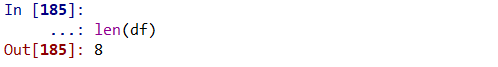 In [185]:
     ...: len(df)
Out[185]: 8